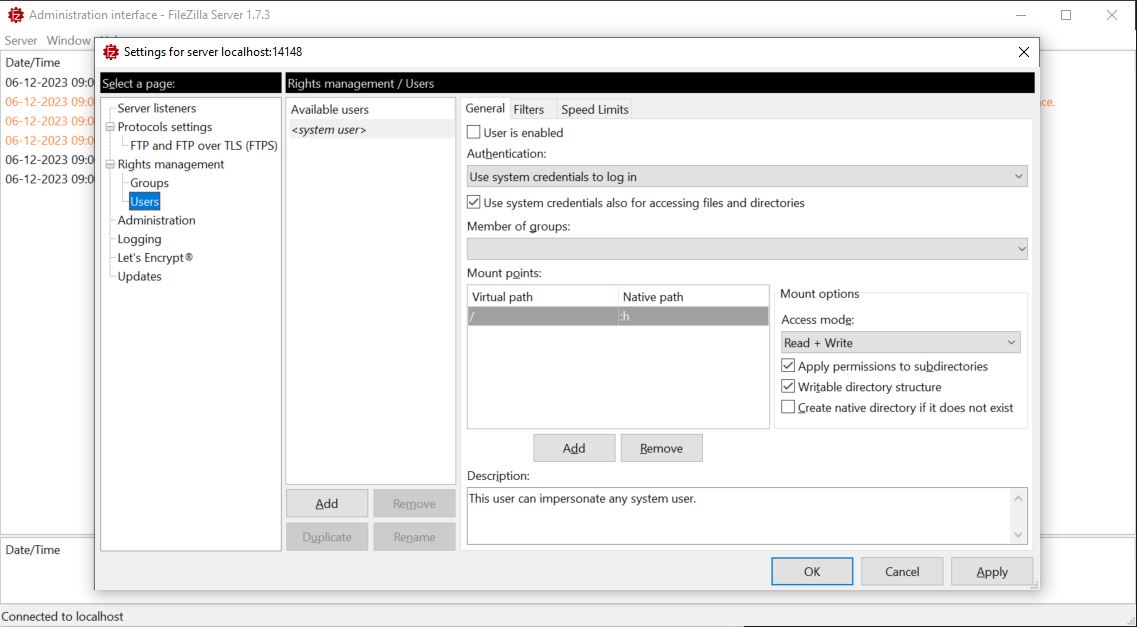 Administration interface - FileZilla Server 1.7.3
Server Window
Settings for server localhost:14148
Date/Time
06-12-2023 09:0
06-12-2023 09:0
ce.
06-12-2023 09:0
06-12-2023 09:0
06-12-2023 09:0
06-12-2023 09:0
Select a page:
Server listeners
Protocols settings
FTP and FTP over TLS (FTPS)
Rights management
Groups
Users
Administration
Logging
Let's Encrypt®
Updates
Rights management / Users
Available users
<system user>
Add
Remove
Duplicate
Rename
General Filters Speed Limits
User is enabled
Authentication:
Use system credentials to log in
Use system credentials also for accessing files and directories
Member of groups:
Mount points:
Virtual path Native path
/ :h
Add
Remove
Mount options
Access mode:
Read + Write
Apply permissions to subdirectories
Writable directory structure
Create native directory if it does not exist
Description:
This user can impersonate any system user.
OK
Cancel
Apply
Date/Time
Connected to localhost